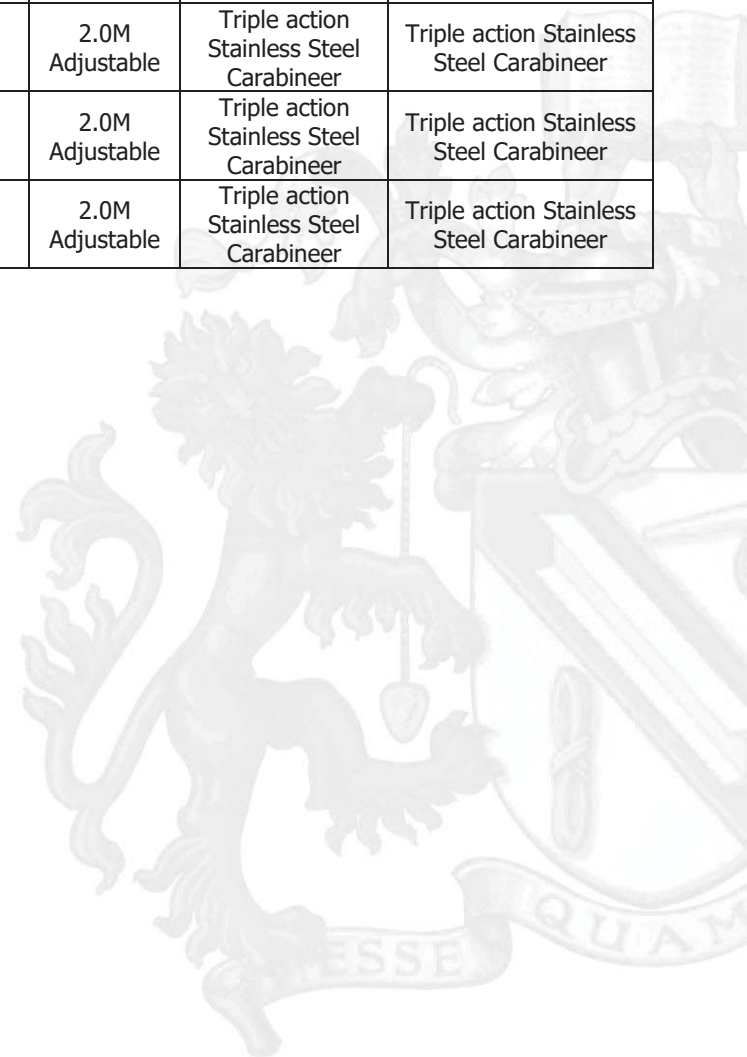 2.0M
Adjustable
Triple action
Stainless Steel
Carabineer
Triple action Stainless
Steel Carabineer
2.0M
Adjustable
Triple action
Stainless Steel
Carabineer
Triple action Stainless
Steel Carabineer
2.0M
Adjustable
Triple action
Stainless Steel
Carabineer
Triple action Stainless
Steel Carabineer
ESSE
QUAM